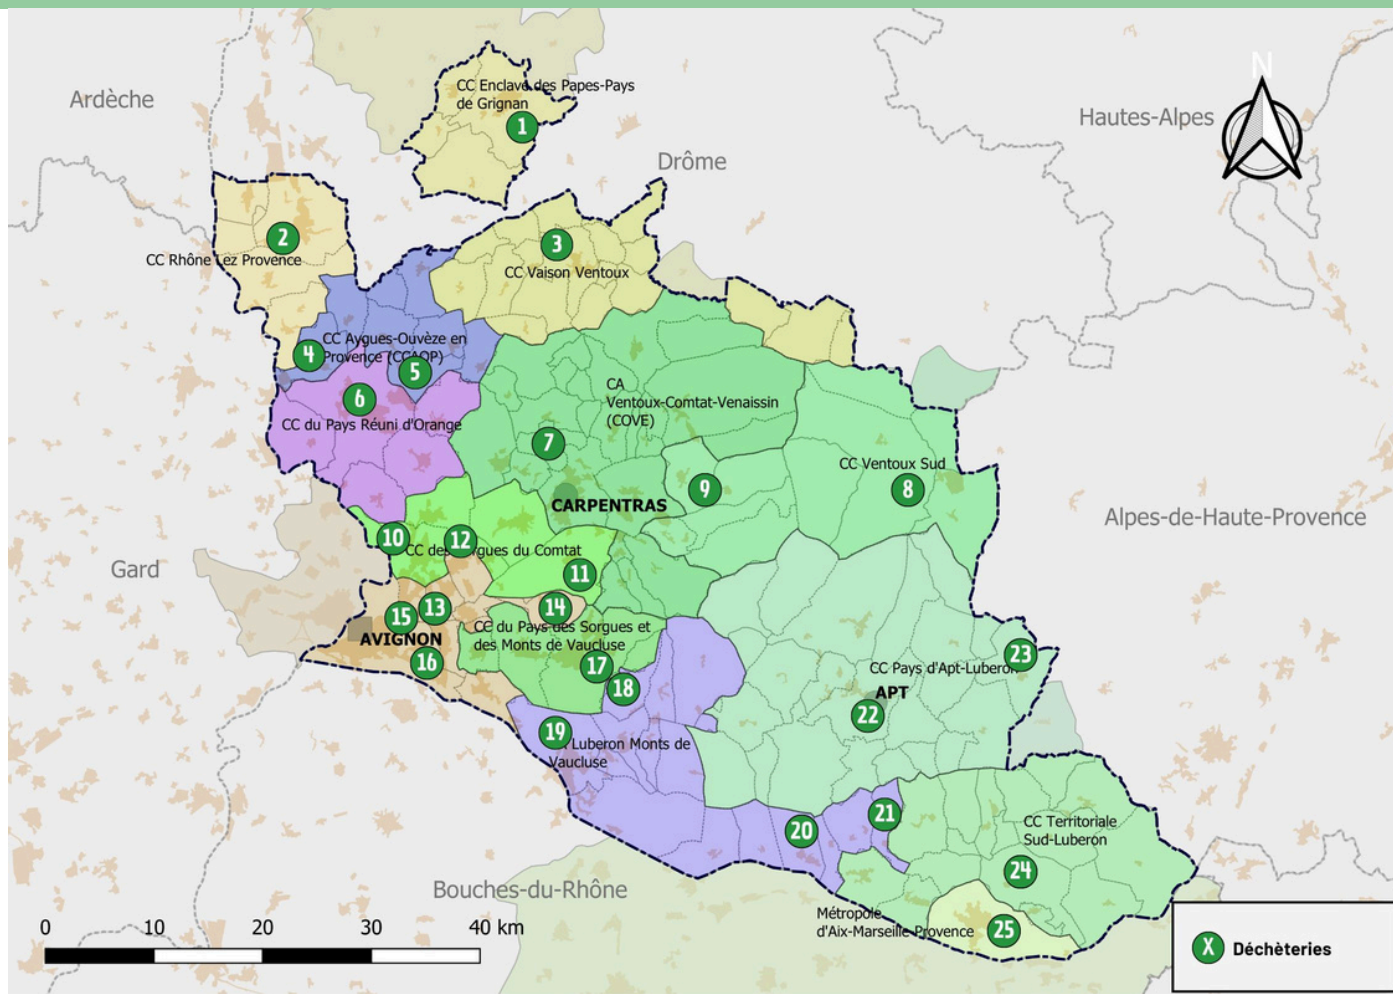 N
Ardèche
CC Enclave des Papes-Pays
de Grignan
1
Hautes-Alpes
Drôme
2
CC Rhône Lez Provence
3
CC Vaison Ventoux
4
CC Aygues-Ouvèze en
Provence (CCAOP)
5
6
CC du Pays Réuni d'Orange
CA
Ventoux-Comtat-Venaissin
(COVE)
7
CC Ventoux Sud
8
9
CARPENTRAS
Alpes-de-Haute-Provence
10
12
CC des Sorgues du Comtat
11
Gard
13
14
15
AVIGNON
16
CC du Pays des Sorgues et
des Monts de Vaucluse
17
18
23
CC Pays d'Apt-Luberon
APT
22
19
Luberon Monts de
Vaucluse
20
21
CC Territoriale
Sud-Luberon
24
Bouches-du-Rhône
Métropole
d'Aix-Marseille-Provence
25
0 10 20 30 40 km
X Déchèteries